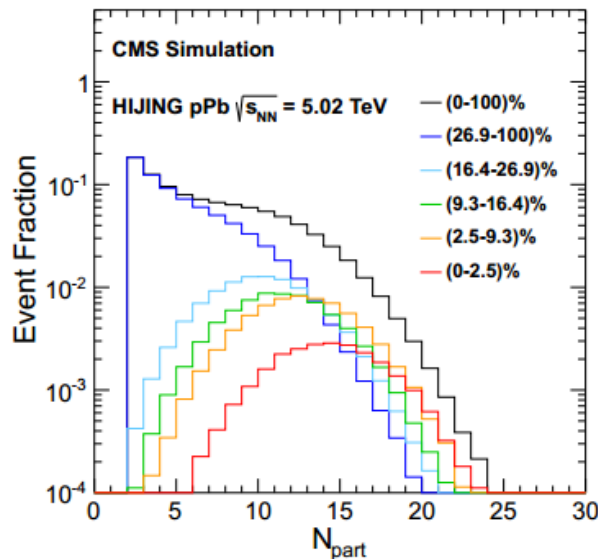 CMS Simulation
HIJING pPb √s_NN = 5.02 TeV
(0-100)%
(26.9-100)%
(16.4-26.9)%
(9.3-16.4)%
(2.5-9.3)%
(0-2.5)%
Event Fraction
1
10⁻¹
10⁻²
10⁻³
10⁻⁴
0 5 10 15 20 25 30
N_part